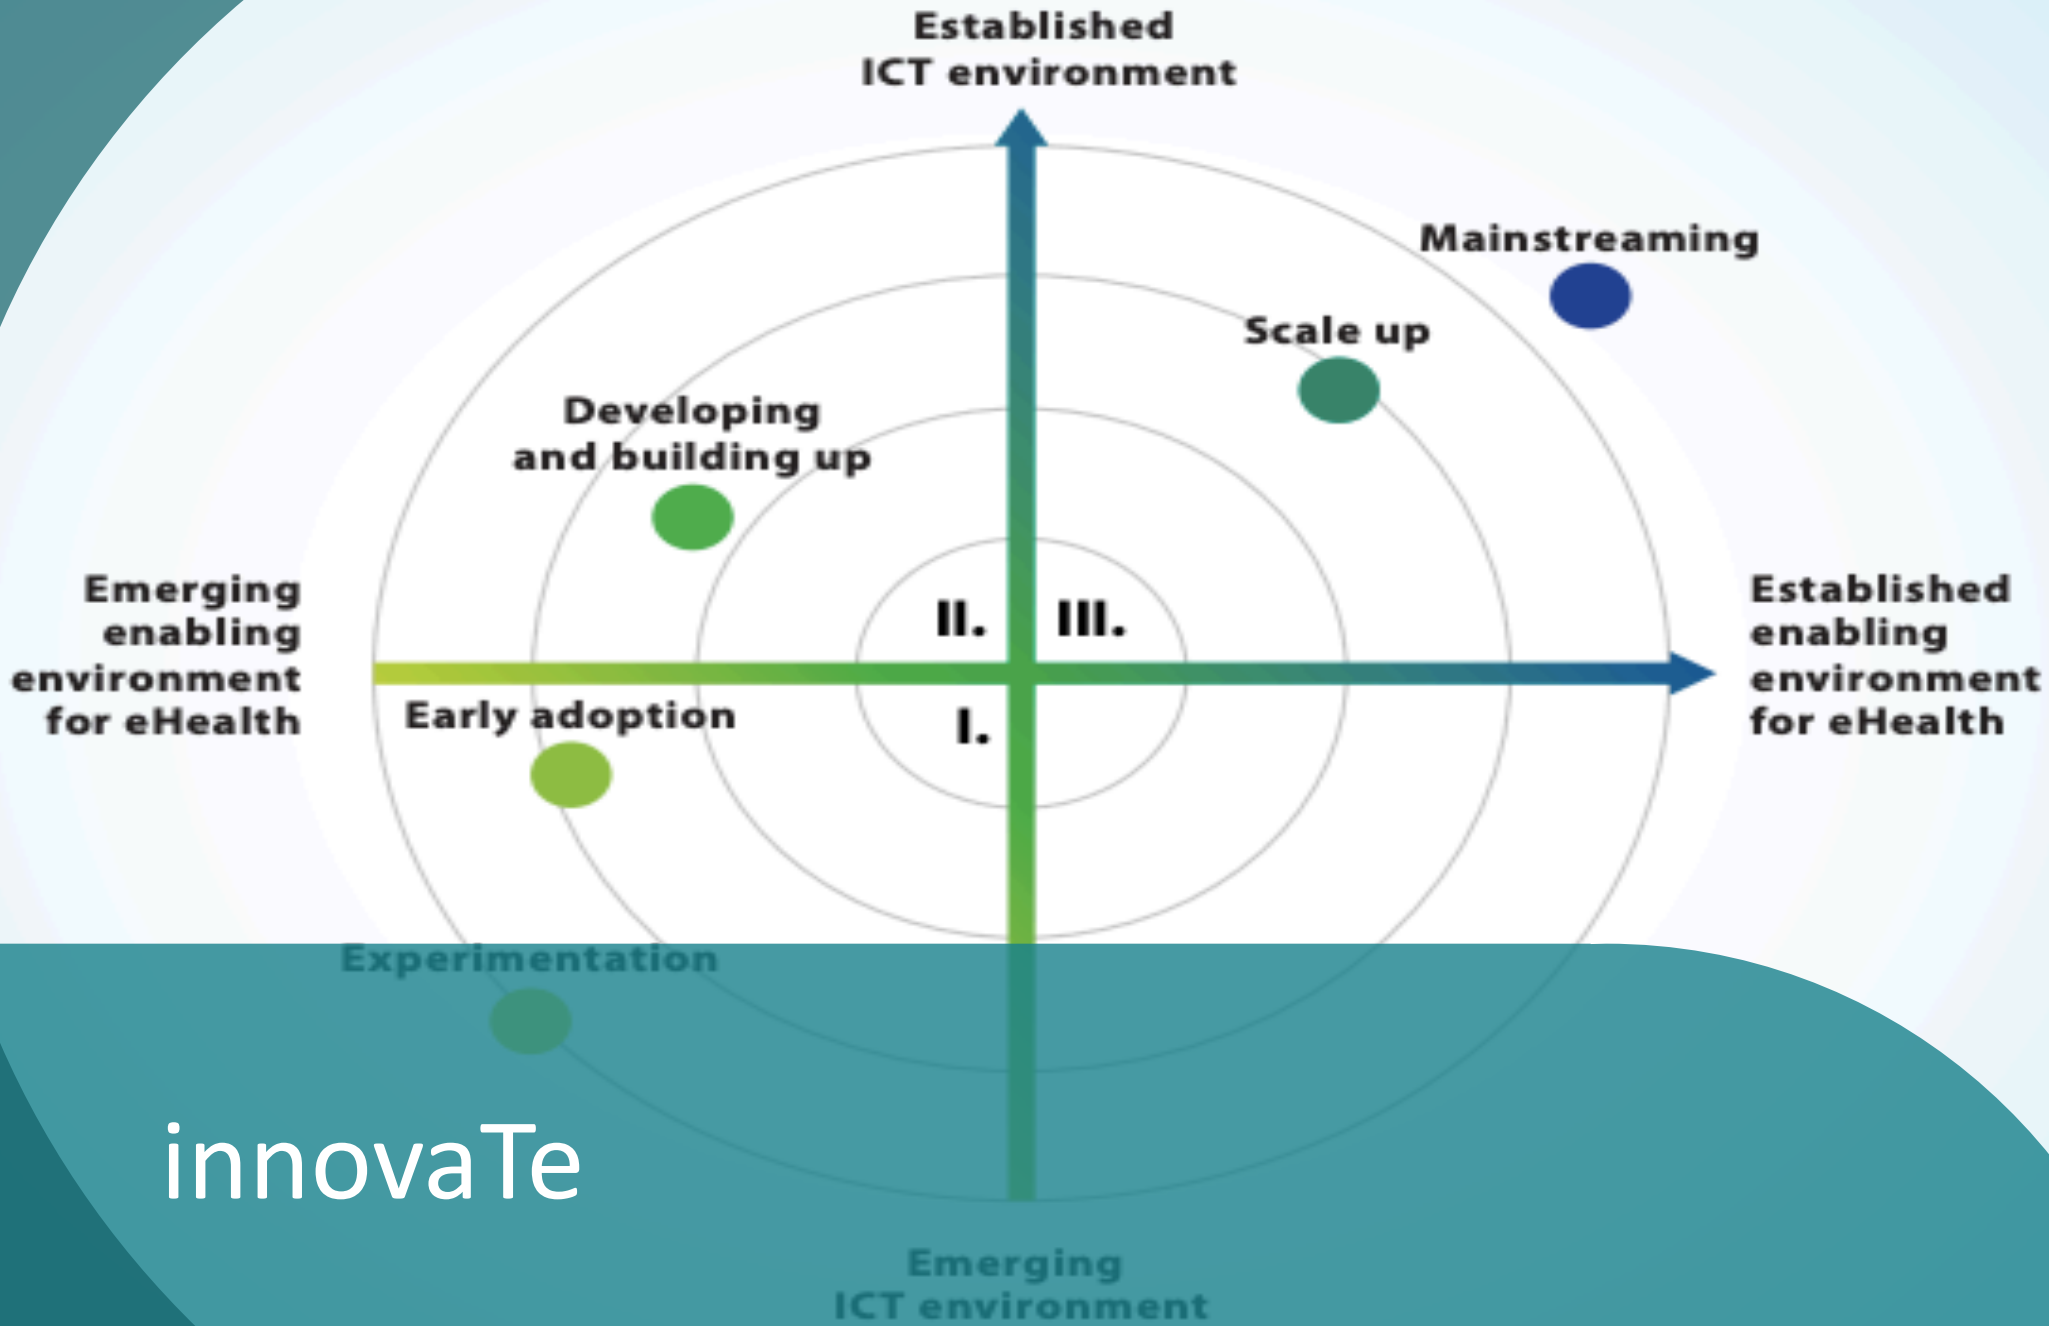 Established
ICT environment
Mainstreaming
Scale up
Developing
and building up
Emerging
enabling
environment
for eHealth
II.
III.
Established
enabling
environment
for eHealth
Early adoption
I.
Experimentation
innovaTe
Emerging
ICT environment